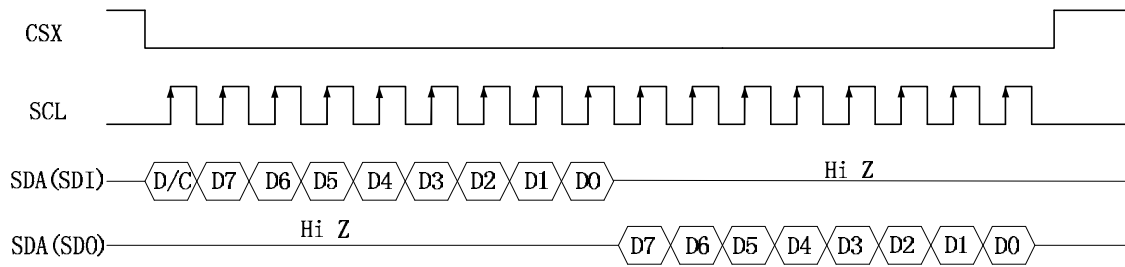 CSX
SCL
SDA(SDI) D/C D7 D6 D5 D4 D3 D2 D1 D0 Hi Z
SDA(SDO) Hi Z D7 D6 D5 D4 D3 D2 D1 D0